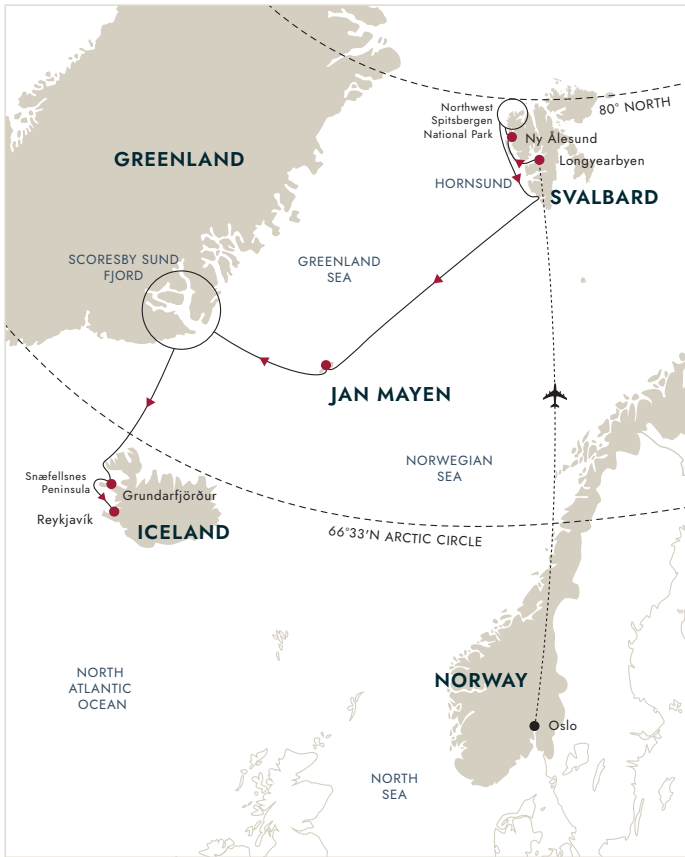 80° NORTH
Northwest
Spitsbergen
National Park
Ny Ålesund
Longyearbyen
GREENLAND
HORNSUND
SVALBARD
SCORESBY SUND
FJORD
GREENLAND
SEA
JAN MAYEN
NORWEGIAN
SEA
Snæfellsnes
Peninsula
Grundarfjörður
Reykjavík
ICELAND
66°33'N ARCTIC CIRCLE
NORTH
ATLANTIC
OCEAN
NORWAY
Oslo
NORTH
SEA